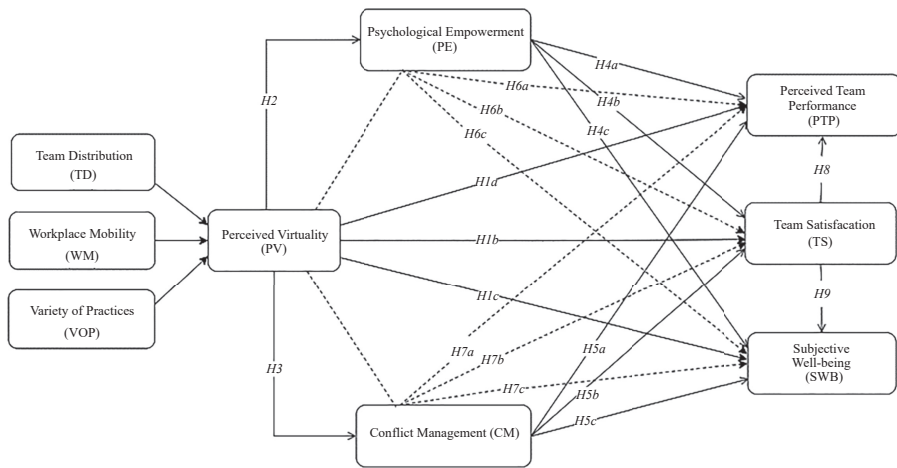 Psychological Empowerment
(PE)
H4a
H6a
H4b
H2
H6b
H4c
H6c
Perceived Team
Performance
(PTP)
Team Distribution
(TD)
H1a
H8
Workplace Mobility
(WM)
Perceived Virtuality
(PV)
H1b
Team Satisfacation
(TS)
Variety of Practices
(VOP)
H1c
H9
H3
H7a
H5a
H7b
H7c
H5b
H5c
Subjective
Well-being
(SWB)
Conflict Management (CM)